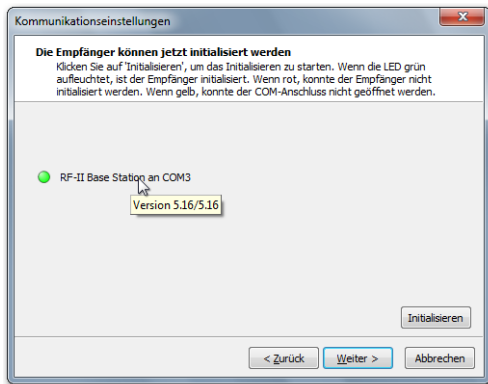 Kommunikationseinstellungen
Die Empfänger können jetzt initialisiert werden
Klicken Sie auf 'Initialisieren', um das Initialisieren zu starten. Wenn die LED grün
aufleuchtet, ist der Empfänger initialisiert. Wenn rot, konnte der Empfänger nicht
initialisiert werden. Wenn gelb, konnte der COM-Anschluss nicht geöffnet werden.
RF-II Base Station an COM3
Version 5.16/5.16
Initialisieren
< Zurück Weiter > Abbrechen